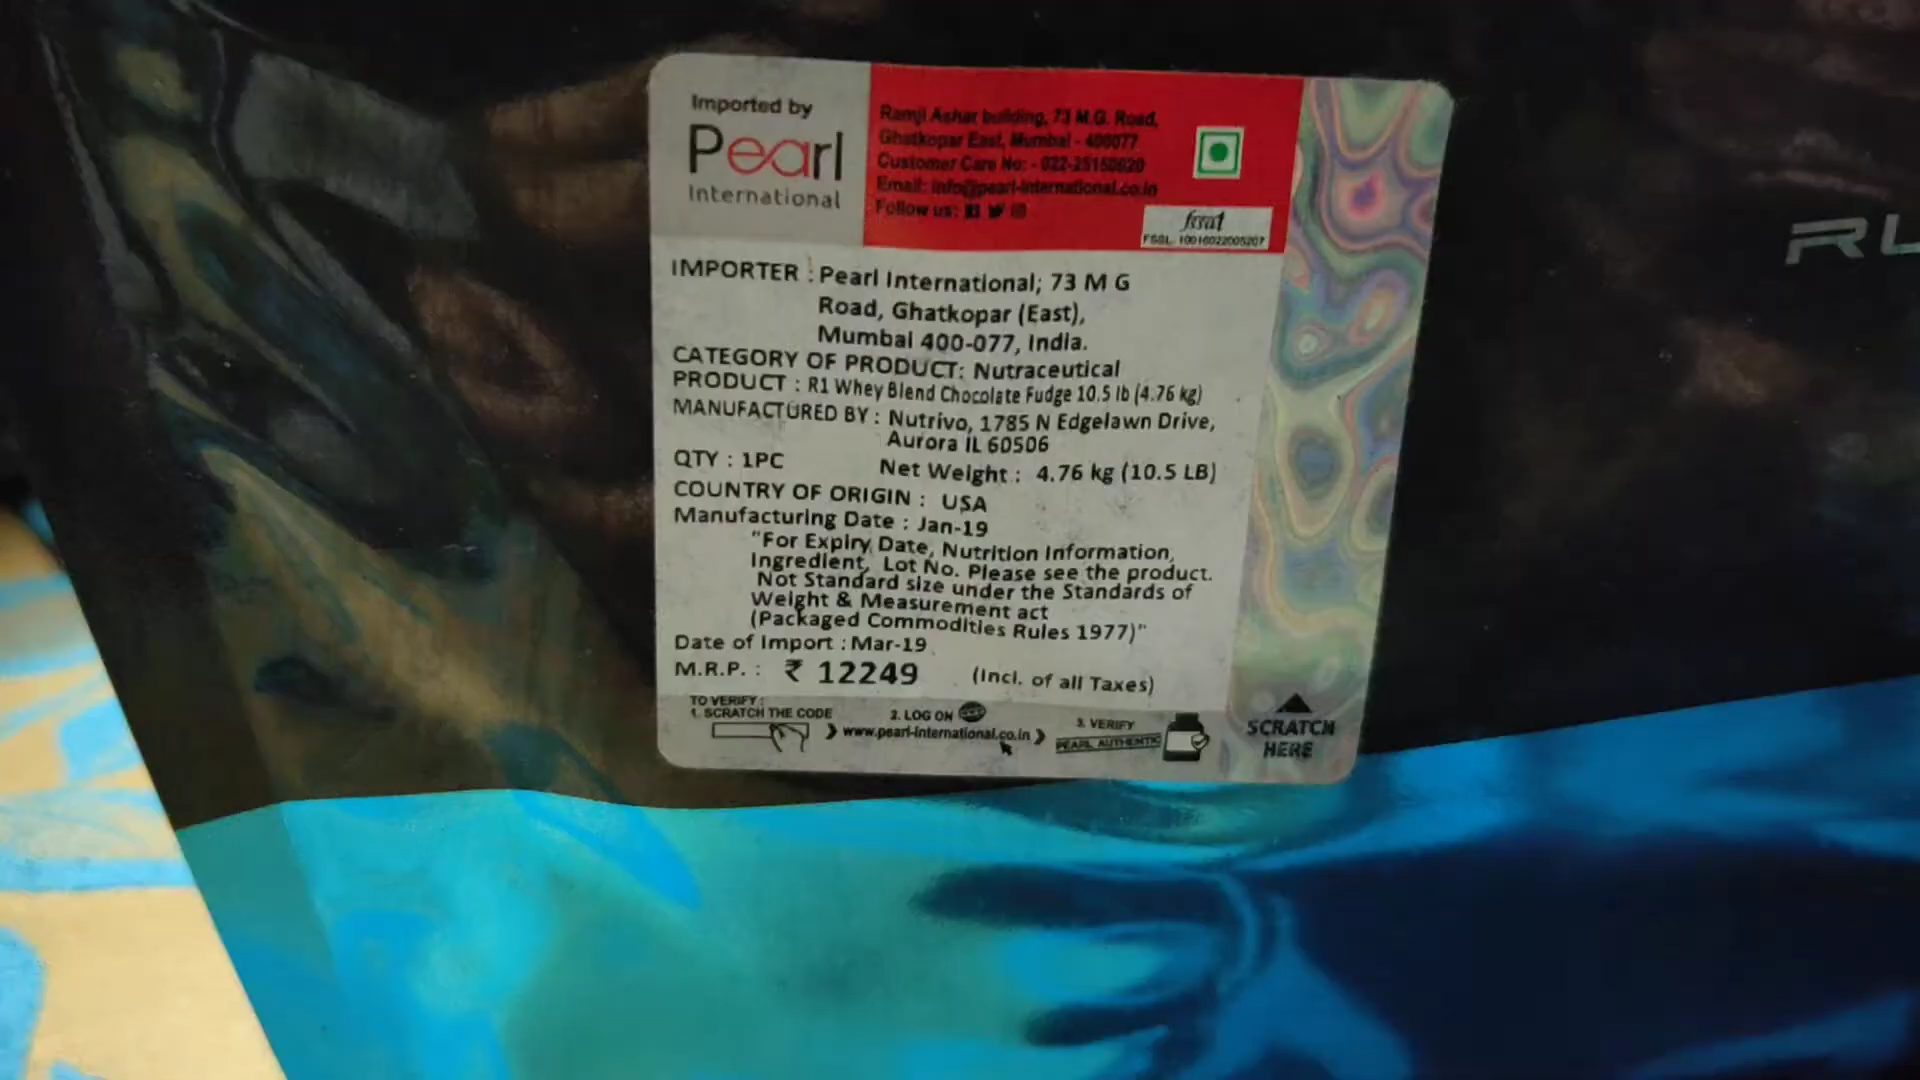 Imported by
Pearl
International
Ramji Ashar building, 73 M.G. Road,
Ghatkopar East, Mumbai - 400077
Customer Care No: - 022-25150620
Email: info@pearl-international.co.in
Follow us:
fssai
FSSL 10016022005207
IMPORTER : Pearl International; 73 M G
Road, Ghatkopar (East),
Mumbai 400-077, India.
CATEGORY OF PRODUCT: Nutraceutical
PRODUCT : R1 Whey Blend Chocolate Fudge 10.5 lb (4.76 kg)
MANUFACTURED BY : Nutrivo, 1785 N Edgelawn Drive,
Aurora IL 60506
QTY : 1PC Net Weight : 4.76 kg (10.5 LB)
COUNTRY OF ORIGIN : USA
Manufacturing Date : Jan-19
"For Expiry Date, Nutrition Information,
Ingredient, Lot No. Please see the product.
Not Standard size under the Standards of
Weight & Measurement act
(Packaged Commodities Rules 1977)"
Date of Import : Mar-19
M.R.P. : ₹ 12249 (Incl. of all Taxes)
TO VERIFY :
1. SCRATCH THE CODE
2. LOG ON
www.pearl-international.co.in
3. VERIFY
PEARL AUTHENTIC
SCRATCH
HERE
RU